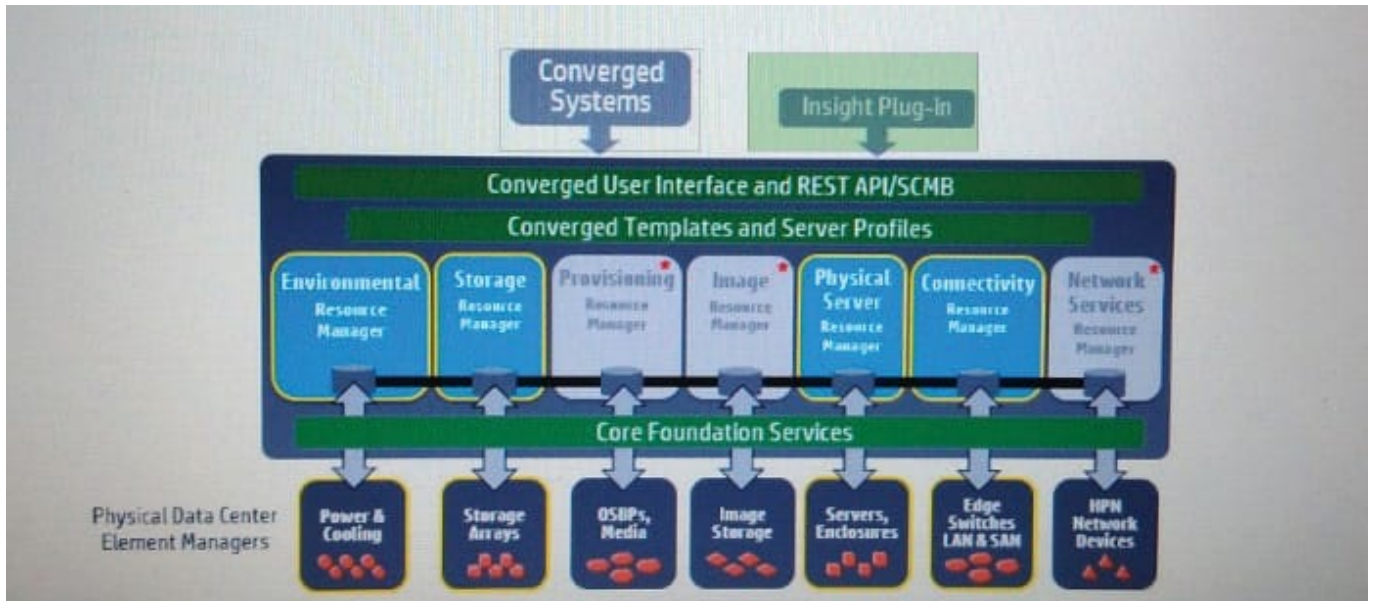 Converged
Systems
Insight Plug-in
Converged User Interface and REST API/SCMB
Converged Templates and Server Profiles
Environmental
Resource
Manager
Storage
Resource
Manager
Provisioning
Resource
Manager
Image
Resource
Manager
Physical
Server
Resource
Manager
Connectivity
Resource
Manager
Network
Services
Resource
Manager
Core Foundation Services
Physical Data Center
Element Managers
Power &
Cooling
Storage
Arrays
OSBPs,
Media
Image
Storage
Servers,
Enclosures
Edge
Switches
LAN & SAN
HPN
Network
Devices